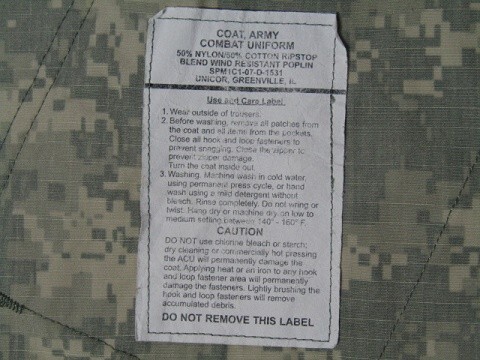 COAT, ARMY
COMBAT UNIFORM
50% NYLON/50% COTTON RIPSTOP
BLEND WIND RESISTANT POPLIN
SPM1C1-07-D-1531
UNICOR, GREENVILLE, IL
Use and Care Label
1. Wear outside of trousers.
2. Before washing, remove all patches from
the coat and all items from the pockets.
Close all hook and loop fasteners to
prevent snagging. Close the zipper to
prevent zipper damage.
Turn the coat inside out.
3. Washing. Machine wash in cold water,
using permanent press cycle, or hand
wash using a mild detergent without
bleach. Rinse completely. Do not wring or
twist. Hang dry or machine dry on low to
medium setting between 140° - 160° F.
CAUTION
DO NOT use chlorine bleach or starch;
dry cleaning or commercially hot pressing
the ACU will permanently damage the
coat. Applying heat or an iron to any hook
and loop fastener area will permanently
damage the fasteners. Lightly brushing the
hook and loop fasteners will remove
accumulated debris.
DO NOT REMOVE THIS LABEL